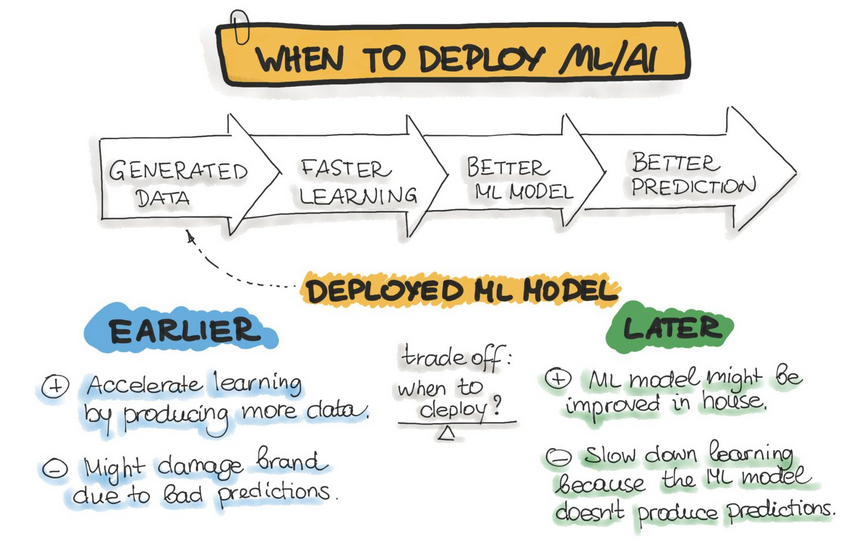 WHEN TO DEPLOY ML/AI
GENERATED
DATA
FASTER
LEARNING
BETTER
ML MODEL
BETTER
PREDICTION
DEPLOYED ML MODEL
EARLIER
+ Accelerate learning
by producing more data.
- Might damage brand
due to bad predictions.
trade off:
when to
deploy?
LATER
+ ML model might be
improved in house.
- Slow down learning
because the ML model
doesn't produce predictions.